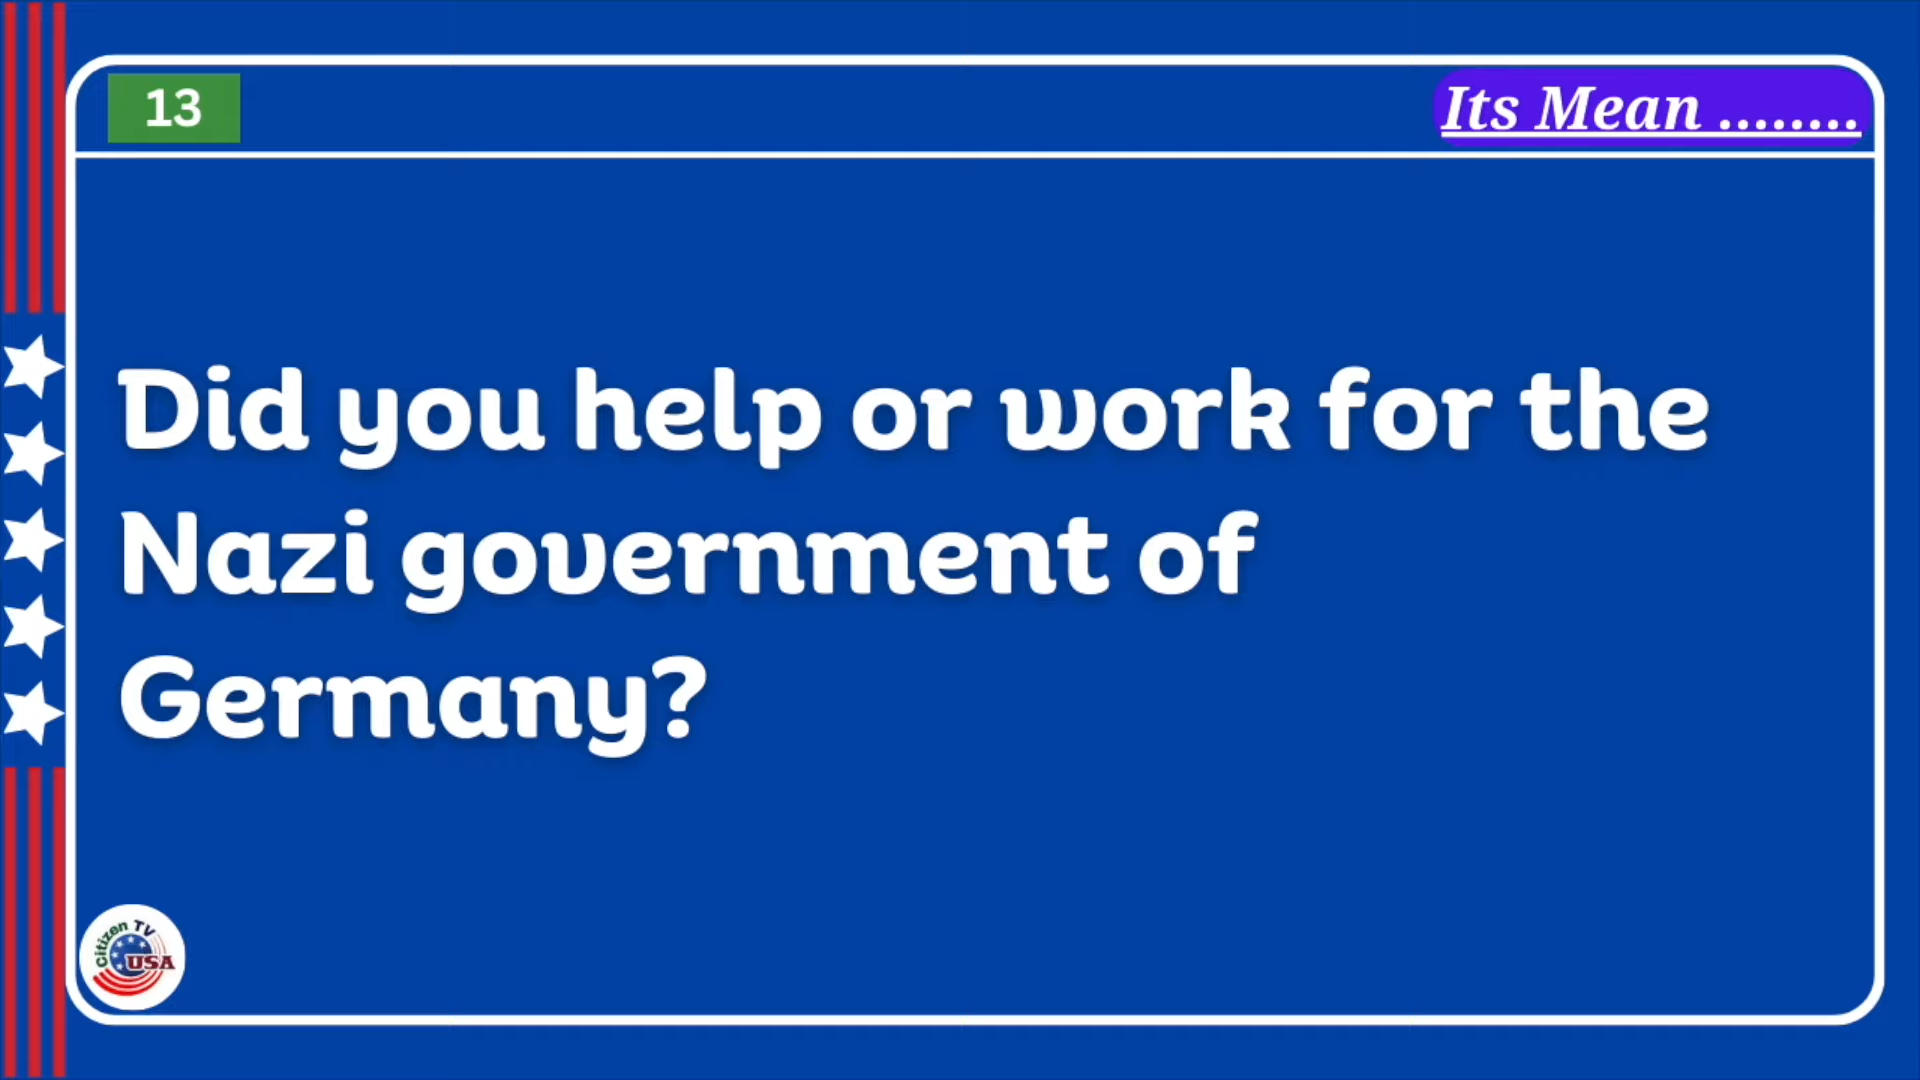 13
Its Mean ........
Did you help or work for the
Nazi government of
Germany?
Citizen TV
USA